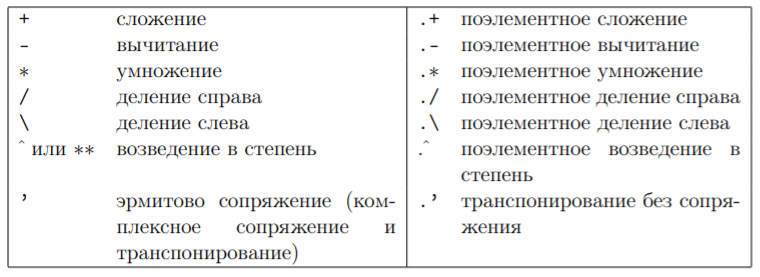 + сложение .+ поэлементное сложение
- вычитание .- поэлементное вычитание
* умножение .* поэлементное умножение
/ деление справа ./ поэлементное деление справа
\ деление слева .\ поэлементное деление слева
^ или ** возведение в степень .^ поэлементное возведение в
степень
' эрмитово сопряжение (ком- .' транспонирование без сопря-
плексное сопряжение и жения
транспонирование)